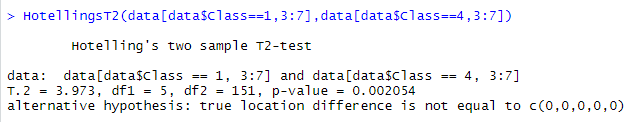 > HotellingsT2(data[data$Class==1,3:7],data[data$Class==4,3:7])
Hotelling's two sample T2-test
data:  data[data$Class == 1, 3:7] and data[data$Class == 4, 3:7]
T.2 = 3.973, df1 = 5, df2 = 151, p-value = 0.002054
alternative hypothesis: true location difference is not equal to c(0,0,0,0,0)